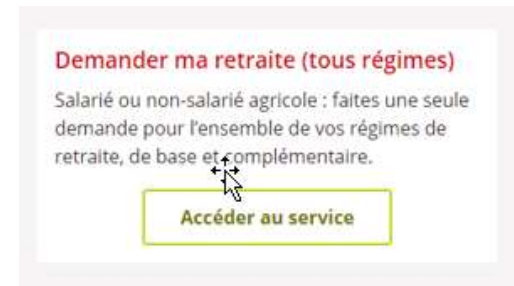 Demander ma retraite (tous régimes)
Salarié ou non-salarié agricole : faites une seule
demande pour l'ensemble de vos régimes de
retraite, de base et complémentaire.
Accéder au service